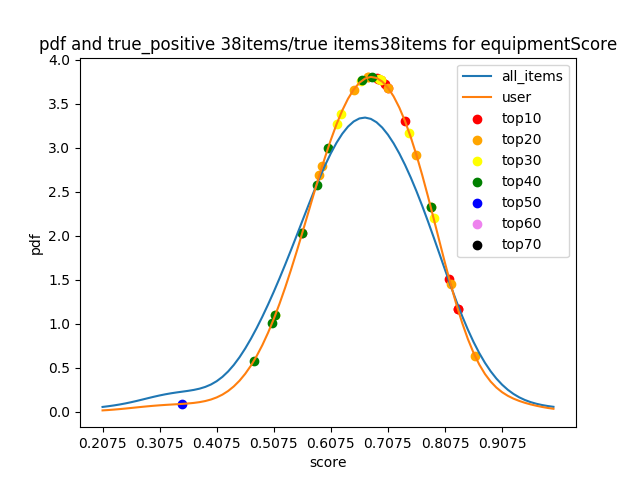 pdf and true_positive 38items/true items38items for equipmentScore
4.0
3.5
3.0
2.5
2.0
1.5
1.0
0.5
0.0
pdf
all_items
user
top10
top20
top30
top40
top50
top60
top70
0.2075 0.3075 0.4075 0.5075 0.6075 0.7075 0.8075 0.9075
score